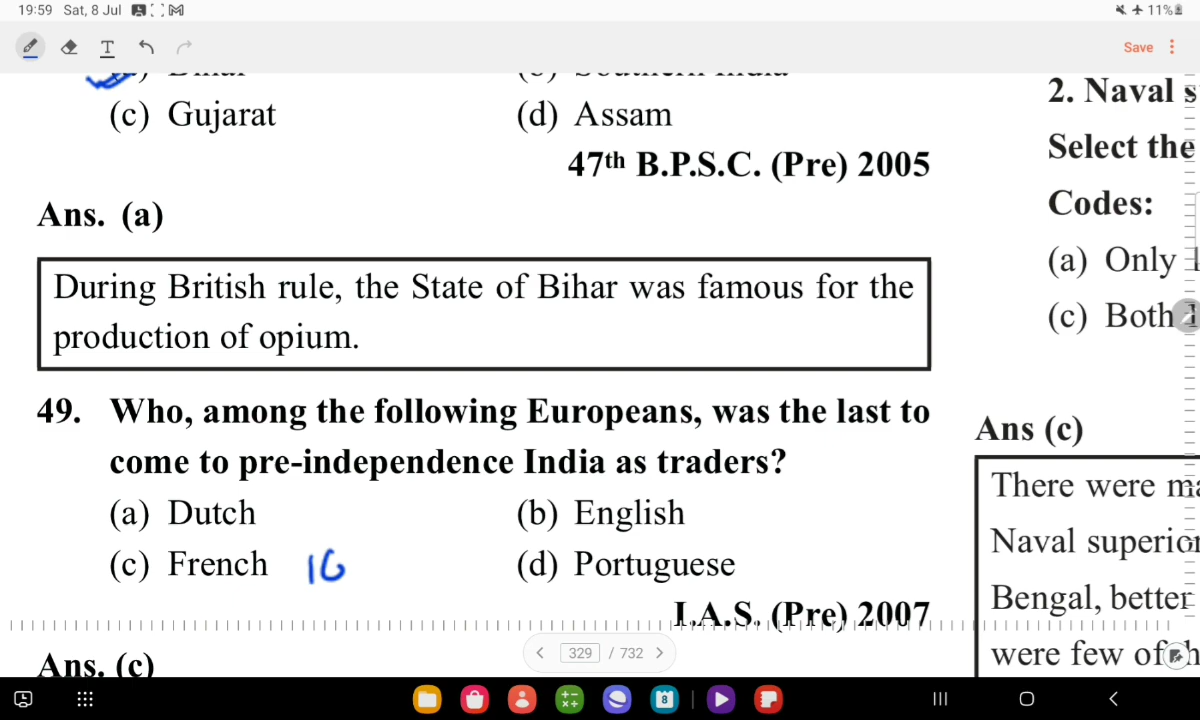 19:59 Sat, 8 Jul
11%
T
Save
(c) Gujarat
(d) Assam
47th B.P.S.C. (Pre) 2005
Ans. (a)
During British rule, the State of Bihar was famous for the
production of opium.
49. Who, among the following Europeans, was the last to
come to pre-independence India as traders?
(a) Dutch
(b) English
(c) French 16
(d) Portuguese
I.A.S. (Pre) 2007
Ans. (c)
329 / 732
2. Naval
Select the
Codes:
(a) Only
(c) Both
Ans (c)
There were
Naval
Bengal, better
were few of
8